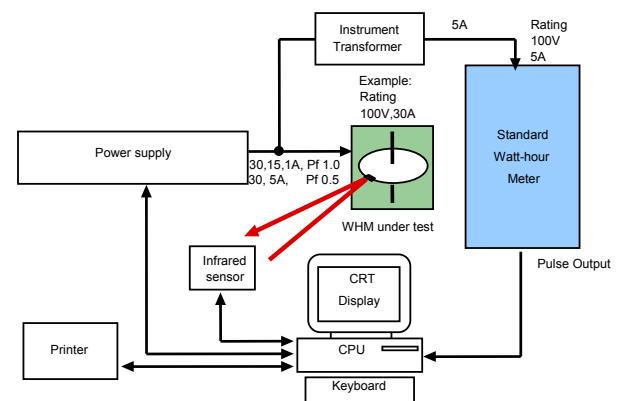 Instrument
Transformer
5A
Rating
100V
5A
Example:
Rating
100V,30A
Power supply
30,15,1A, Pf 1.0
30, 5A, Pf 0.5
Standard
Watt-hour
Meter
WHM under test
Infrared
sensor
Pulse Output
CRT
Display
Printer
CPU
Keyboard